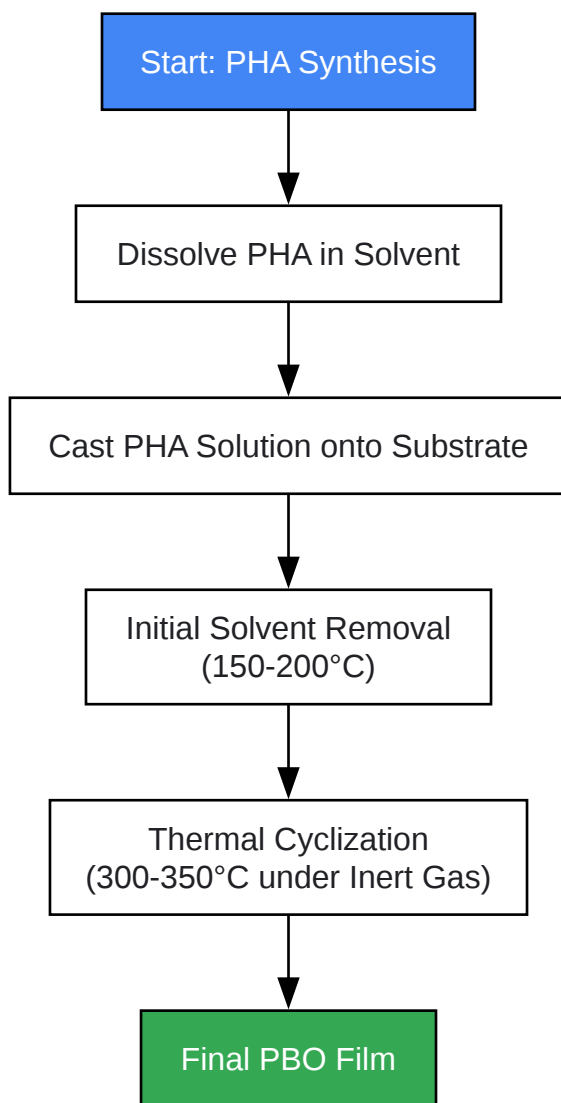 Start: PHA Synthesis
Dissolve PHA in Solvent
Cast PHA Solution onto Substrate
Initial Solvent Removal
(150-200°C)
Thermal Cyclization
(300-350°C under Inert Gas)
Final PBO Film